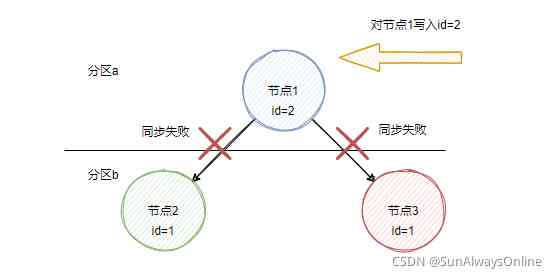 对节点1写入id=2
分区a
节点1
id=2
同步失败
同步失败
分区b
节点2
id=1
节点3
id=1
CSDN @SunAlwaysOnline